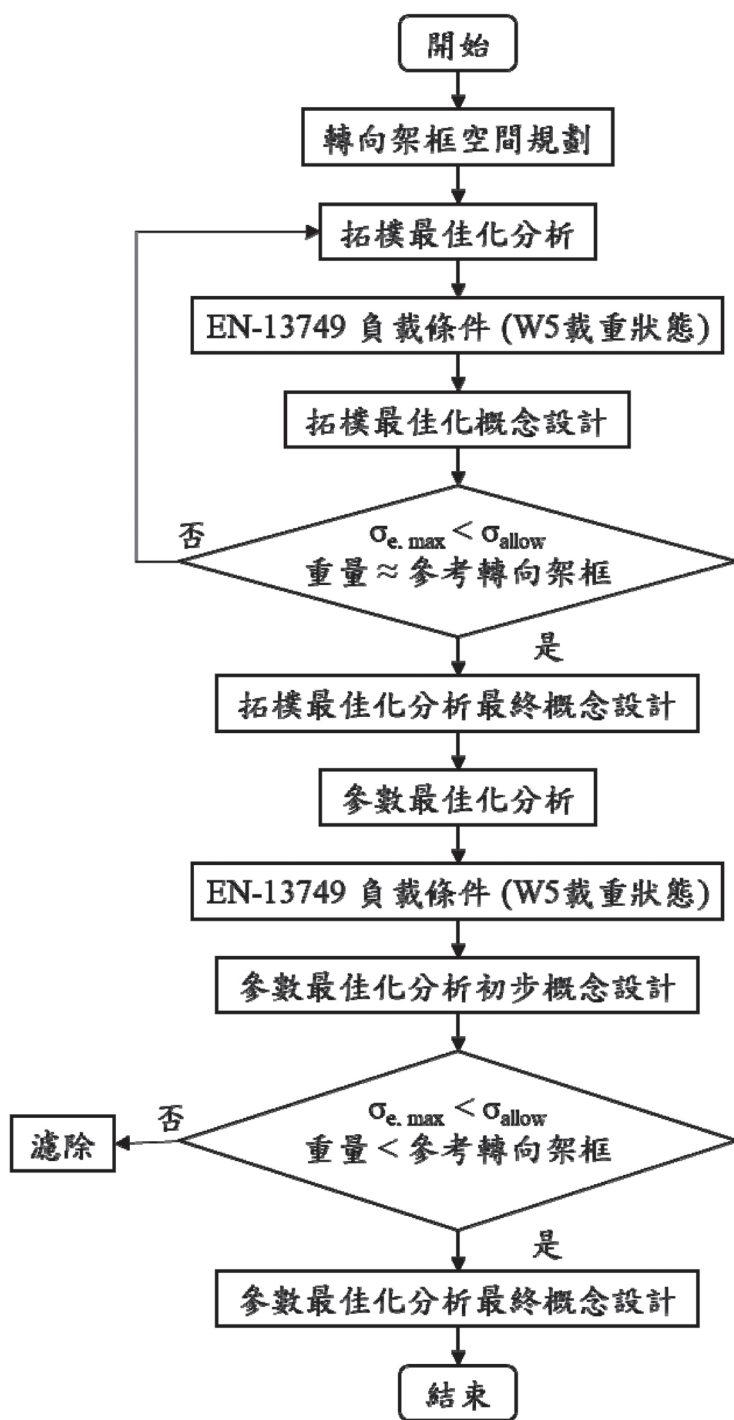 開始
轉向架框空間規劃
拓樸最佳化分析
EN-13749 負載條件 (W5載重狀態)
拓樸最佳化概念設計
否
σe, max < σallow
重量 ≈ 參考轉向架框
是
拓樸最佳化分析最終概念設計
參數最佳化分析
EN-13749 負載條件 (W5載重狀態)
參數最佳化分析初步概念設計
否
σe, max < σallow
濾除
重量 < 參考轉向架框
是
參數最佳化分析最終概念設計
結束